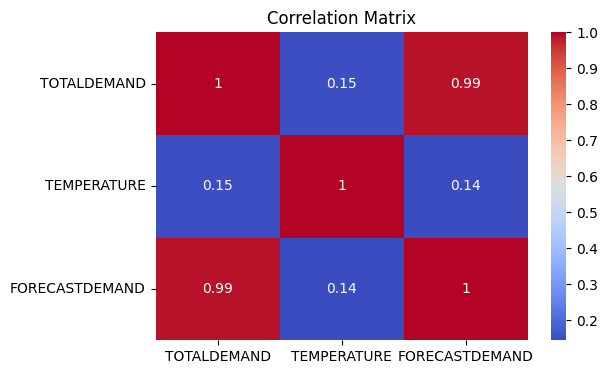 Correlation Matrix
TOTALDEMAND 1 0.15 0.99
TEMPERATURE 0.15 1 0.14
FORECASTDEMAND 0.99 0.14 1
TOTALDEMAND TEMPERATURE FORECASTDEMAND
1.0
0.9
0.8
0.7
0.6
0.5
0.4
0.3
0.2